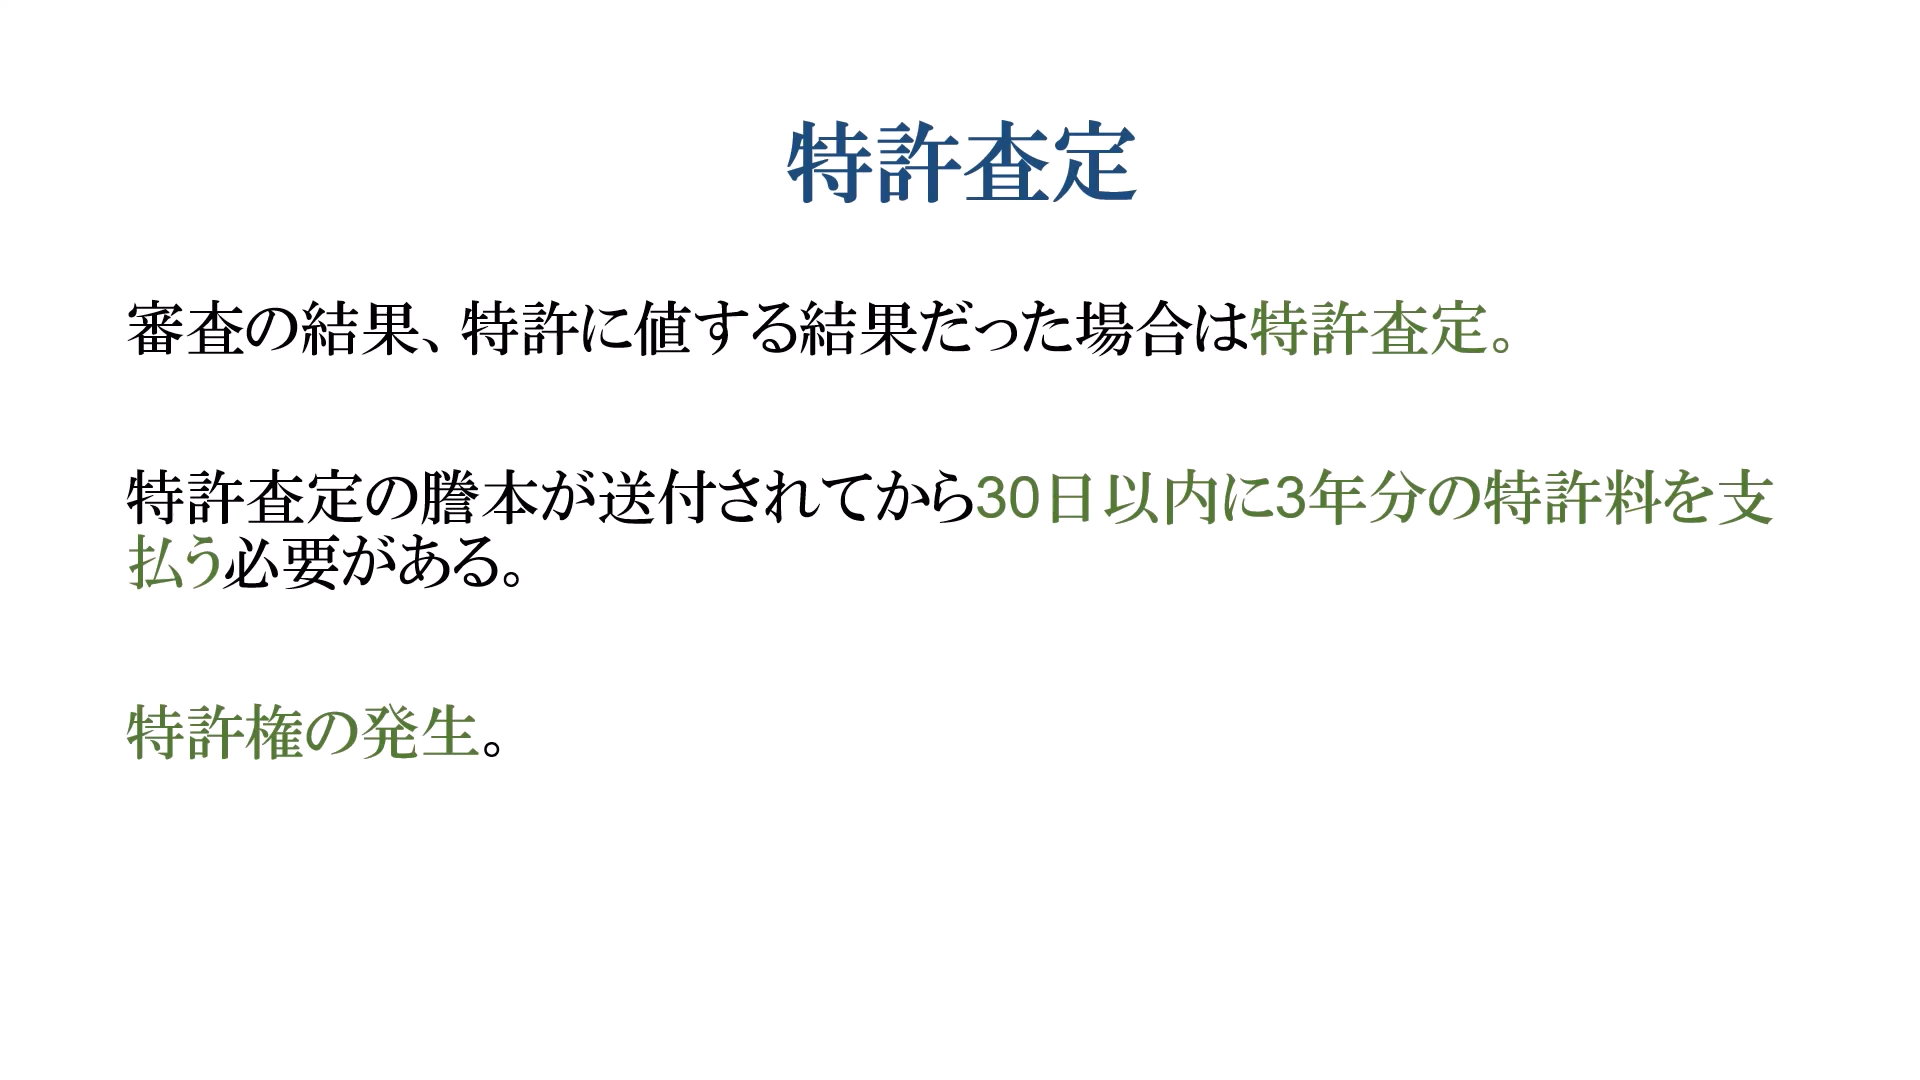 特許査定
審査の結果、特許に値する結果だった場合は特許査定。
特許査定の謄本が送付されてから30日以内に3年分の特許料を支
払う必要がある。
特許権の発生。